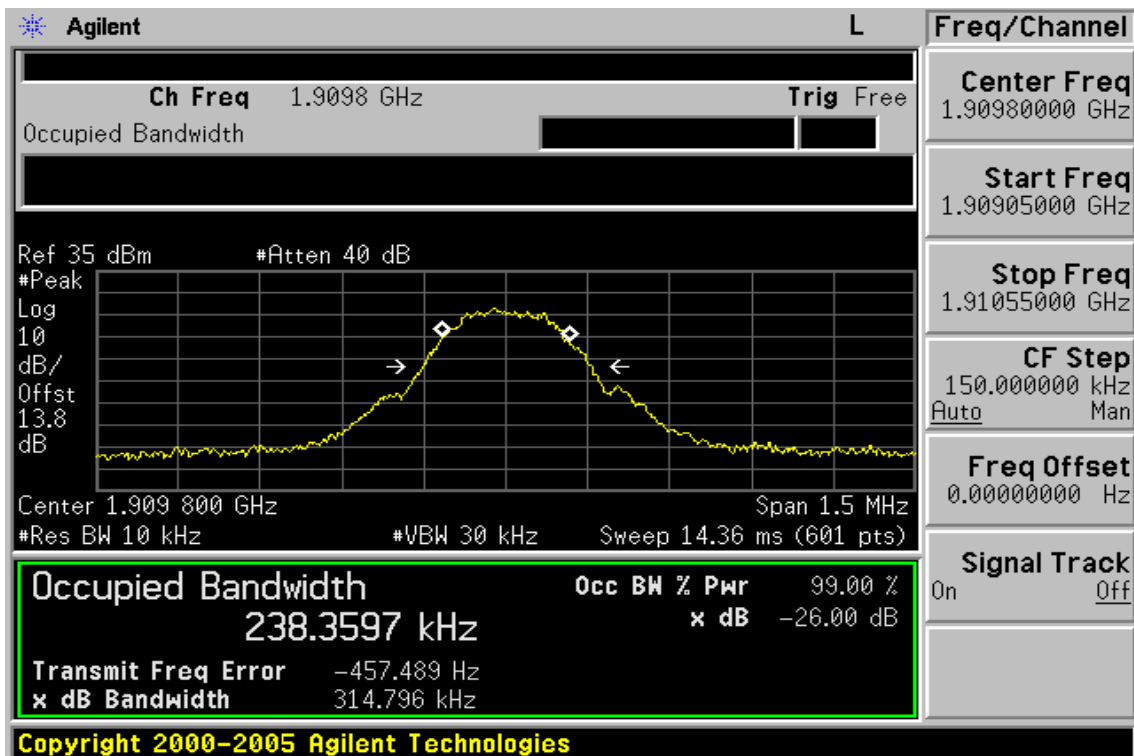 Agilent L
Ch Freq 1.9098 GHz Trig Free
Occupied Bandwidth
Ref 35 dBm #Atten 40 dB
#Peak
Log
10
dB/
Offst
13.8
dB
Center 1.909 800 GHz Span 1.5 MHz
#Res BW 10 kHz #VBW 30 kHz Sweep 14.36 ms (601 pts)
Occupied Bandwidth
238.3597 kHz
Occ BW % Pwr 99.00 %
x dB -26.00 dB
Transmit Freq Error -457.489 Hz
x dB Bandwidth 314.796 kHz
Copyright 2000-2005 Agilent Technologies
Freq/Channel
Center Freq
1.90980000 GHz
Start Freq
1.90905000 GHz
Stop Freq
1.91055000 GHz
CF Step
150.000000 kHz
Auto Man
Freq Offset
0.00000000 Hz
Signal Track
On Off